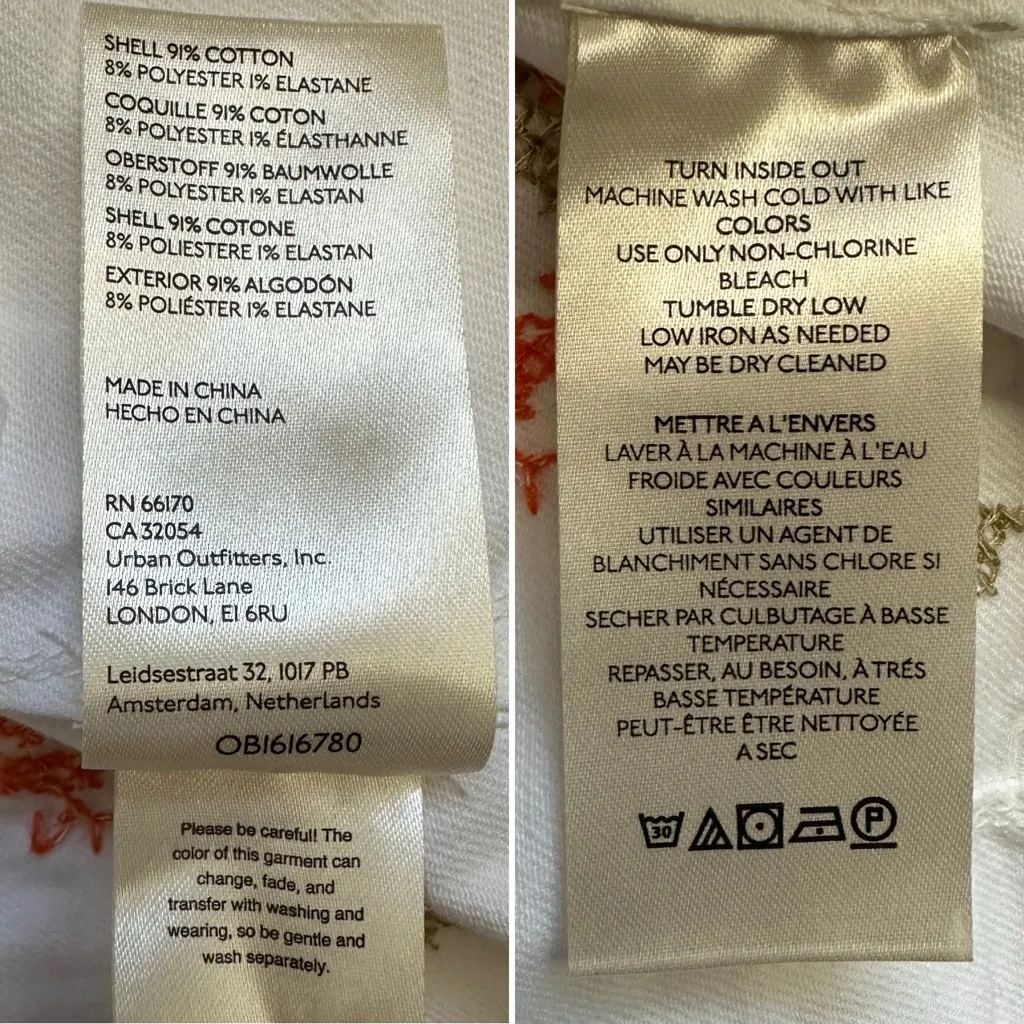 SHELL 91% COTTON
8% POLYESTER 1% ELASTANE
COQUILLE 91% COTON
8% POLYESTER 1% ÉLASTHANNE
OBERSTOFF 91% BAUMWOLLE
8% POLYESTER 1% ELASTAN
SHELL 91% COTONE
8% POLIESTERE 1% ELASTAN
EXTERIOR 91% ALGODÓN
8% POLIÉSTER 1% ELASTANE
MADE IN CHINA
HECHO EN CHINA
RN 66170
CA 32054
Urban Outfitters, Inc.
146 Brick Lane
LONDON, E1 6RU
Leidsestraat 32, 1017 PB
Amsterdam, Netherlands
OB1616780
Please be careful! The
color of this garment can
change, fade, and
transfer with washing and
wearing, so be gentle and
wash separately.
TURN INSIDE OUT
MACHINE WASH COLD WITH LIKE
COLORS
USE ONLY NON-CHLORINE
BLEACH
TUMBLE DRY LOW
LOW IRON AS NEEDED
MAY BE DRY CLEANED
METTRE A L'ENVERS
LAVER À LA MACHINE À L'EAU
FROIDE AVEC COULEURS
SIMILAIRES
UTILISER UN AGENT DE
BLANCHIMENT SANS CHLORE SI
NÉCESSAIRE
SECHER PAR CULBUTAGE À BASSE
TEMPERATURE
REPASSER, AU BESOIN, À TRÉS
BASSE TEMPÉRATURE
PEUT-ÊTRE ÊTRE NETTOYÉE
A SEC
30 P